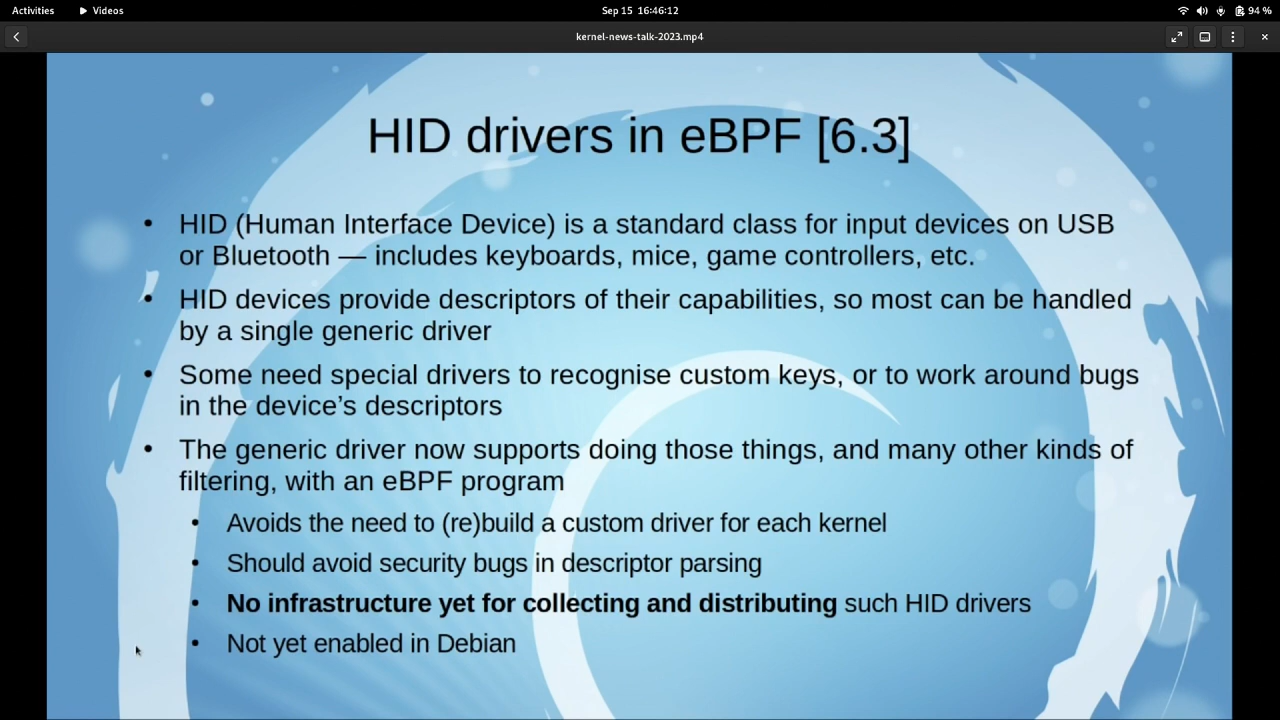 Activities
Videos
Sep 15 16:46:12
94 %
kernel-news-talk-2023.mp4
HID drivers in eBPF [6.3]
• HID (Human Interface Device) is a standard class for input devices on USB
or Bluetooth — includes keyboards, mice, game controllers, etc.
• HID devices provide descriptors of their capabilities, so most can be handled
by a single generic driver
• Some need special drivers to recognise custom keys, or to work around bugs
in the device’s descriptors
• The generic driver now supports doing those things, and many other kinds of
filtering, with an eBPF program
• Avoids the need to (re)build a custom driver for each kernel
• Should avoid security bugs in descriptor parsing
• No infrastructure yet for collecting and distributing such HID drivers
• Not yet enabled in Debian